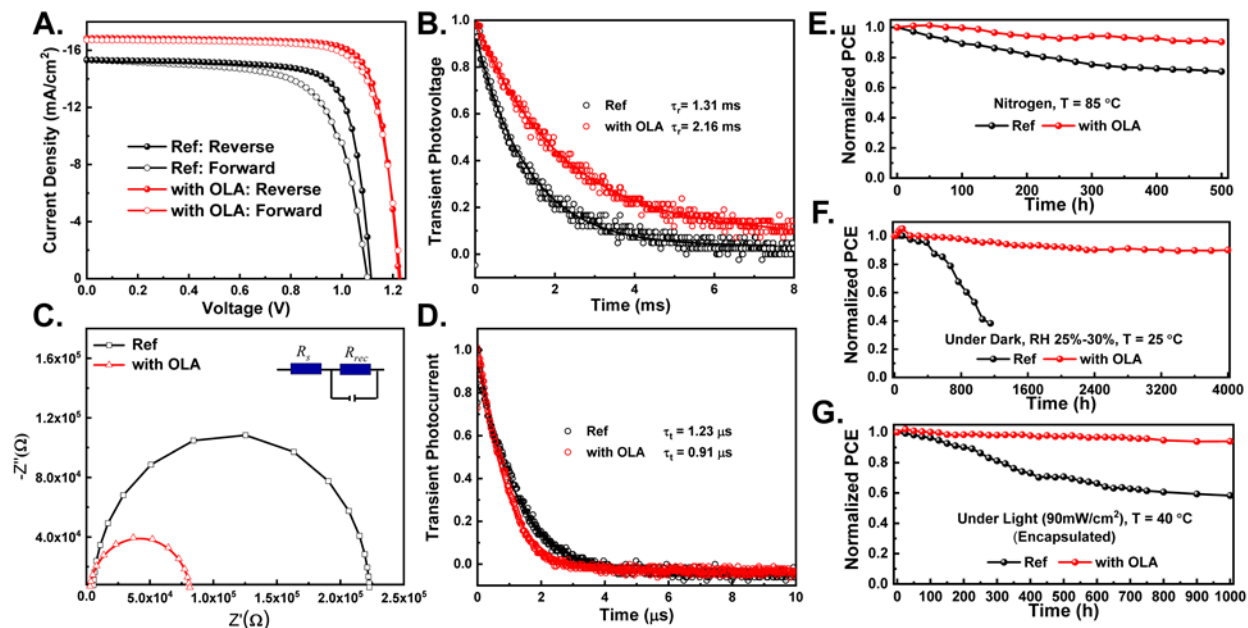 A.
-16
-12
-8
-4
0
Current Density (mA/cm²)
Ref: Reverse
Ref: Forward
with OLA: Reverse
with OLA: Forward
0.0 0.2 0.4 0.6 0.8 1.0 1.2
Voltage (V)
B.
1.0
0.8
0.6
0.4
0.2
0.0
Transient Photovoltage
Ref τr= 1.31 ms
with OLA τr= 2.16 ms
0 2 4 6 8
Time (ms)
C.
Ref
with OLA
Rs Rrec
1.6x10⁵
1.2x10⁵
8.0x10⁴
4.0x10⁴
-Z''(Ω)
0.0 5.0x10⁴ 1.0x10⁵ 1.5x10⁵ 2.0x10⁵ 2.5x10⁵
Z'(Ω)
D.
1.0
0.8
0.6
0.4
0.2
0.0
Transient Photocurrent
Ref τt = 1.23 μs
with OLA τt = 0.91 μs
0 2 4 6 8 10
Time (μs)
E.
1.0
0.8
0.6
0.4
0.2
0.0
Normalized PCE
Nitrogen, T = 85 °C
Ref with OLA
0 100 200 300 400 500
Time (h)
F.
1.0
0.8
0.6
0.4
0.2
0.0
Normalized PCE
Under Dark, RH 25%-30%, T = 25 °C
Ref with OLA
0 800 1600 2400 3200 4000
Time (h)
G.
1.0
0.8
0.6
0.4
0.2
0.0
Normalized PCE
Under Light (90mW/cm²), T = 40 °C
(Encapsulated)
Ref with OLA
0 100 200 300 400 500 600 700 800 900 1000
Time (h)